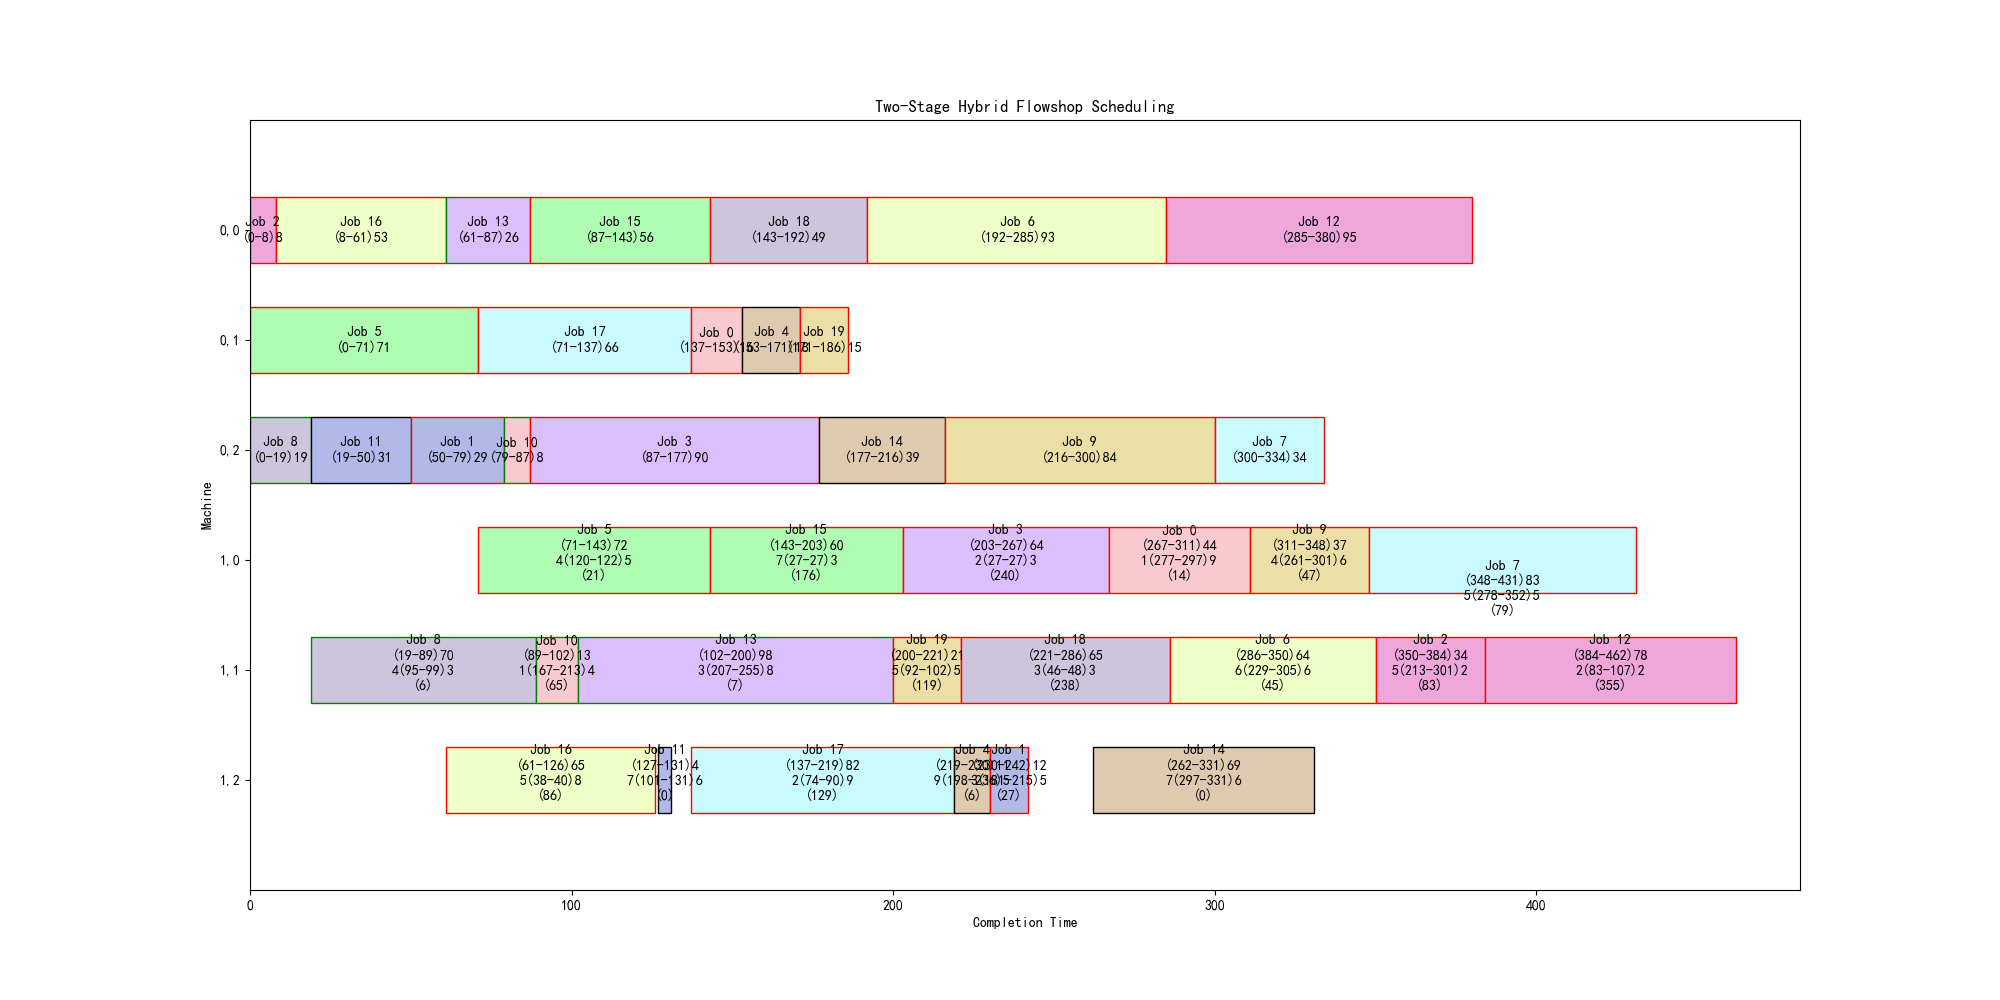 Two-Stage Hybrid Flowshop Scheduling
0,0
Job 2
(0-8)8
Job 16
(8-61)53
Job 13
(61-87)26
Job 15
(87-143)56
Job 18
(143-192)49
Job 6
(192-285)93
Job 12
(285-380)95
0,1
Job 5
(0-71)71
Job 17
(71-137)66
Job 0
(137-153)16
Job 4
(153-171)18
Job 19
(171-186)15
0,2
Job 8
(0-19)19
Job 11
(19-50)31
Job 1
(50-79)29
Job 10
(79-87)8
Job 3
(87-177)90
Job 14
(177-216)39
Job 9
(216-300)84
Job 7
(300-334)34
Machine
1,0
Job 5
(71-143)72
4(120-122)5
(21)
Job 15
(143-203)60
7(27-27)3
(176)
Job 3
(203-267)64
2(27-27)3
(240)
Job 0
(267-311)44
1(277-297)9
(14)
Job 9
(311-348)37
4(261-301)6
(47)
Job 7
(348-431)83
5(278-352)5
(79)
1,1
Job 8
(19-89)70
4(95-99)3
(6)
Job 10
(89-102)13
1(167-213)4
(65)
Job 13
(102-200)98
3(207-255)8
(7)
Job 19
(200-221)21
5(92-102)5
(119)
Job 18
(221-286)65
3(46-48)3
(238)
Job 6
(286-350)64
6(229-305)6
(45)
Job 2
(350-384)34
5(213-301)2
(83)
Job 12
(384-462)78
2(83-107)2
(355)
1,2
Job 16
(61-126)65
5(38-40)8
(86)
Job 11
(127-131)4
7(101-131)6
(0)
Job 17
(137-219)82
2(74-90)9
(129)
Job 4
(219-230)11
(6)
Job 1
(230-242)12
(27)
Job 14
(262-331)69
7(297-331)6
(0)
0
100
200
300
400
Completion Time